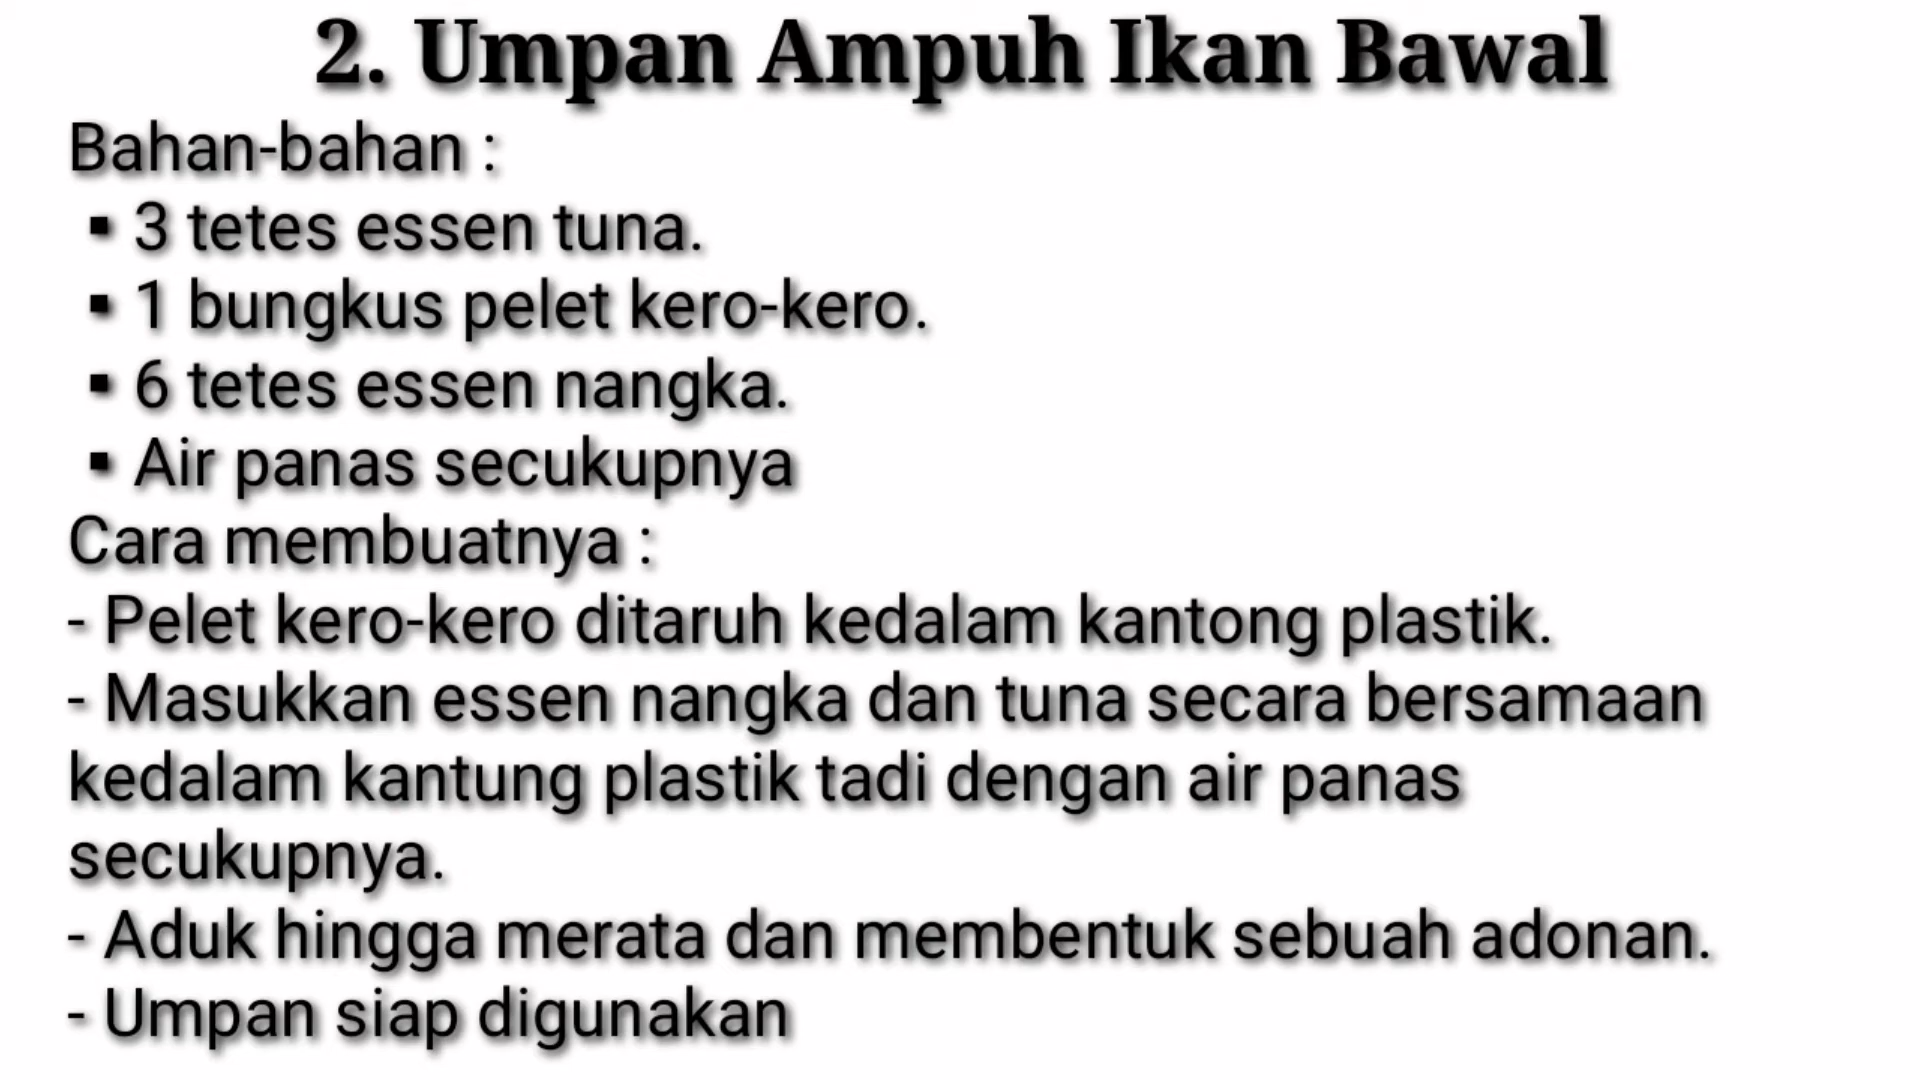 2. Umpan Ampuh Ikan Bawal
Bahan-bahan :
▪ 3 tetes essen tuna.
▪ 1 bungkus pelet kero-kero.
▪ 6 tetes essen nangka.
▪ Air panas secukupnya
Cara membuatnya :
- Pelet kero-kero ditaruh kedalam kantong plastik.
- Masukkan essen nangka dan tuna secara bersamaan
kedalam kantung plastik tadi dengan air panas
secukupnya.
- Aduk hingga merata dan membentuk sebuah adonan.
- Umpan siap digunakan